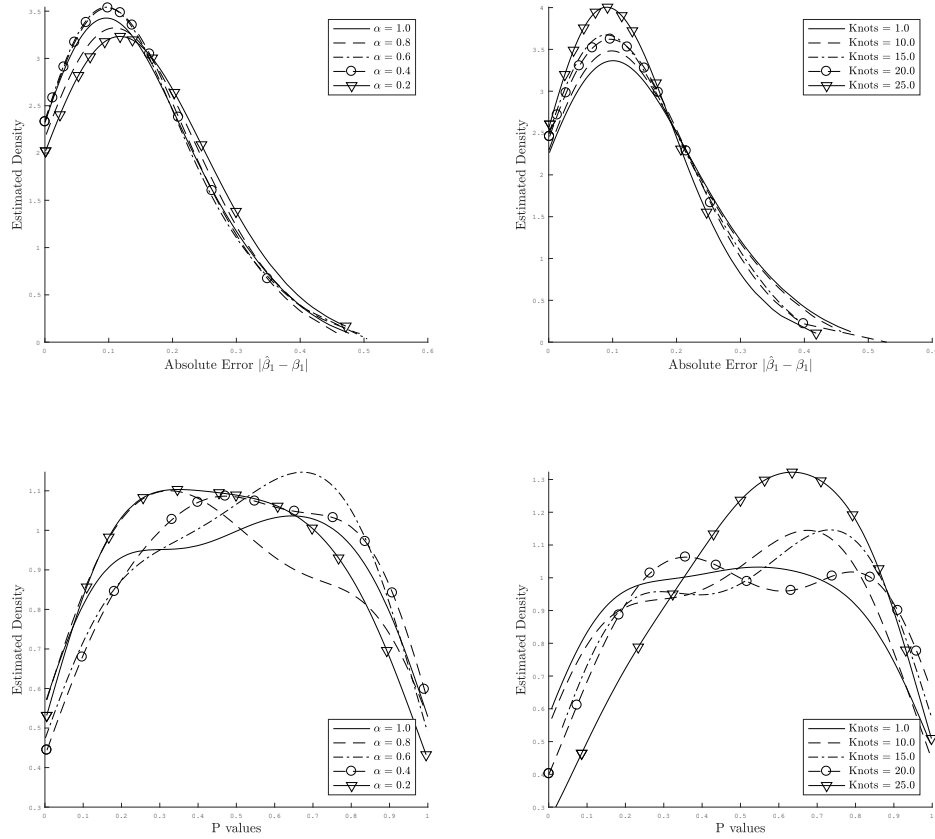 3.5
3
2.5
2
1.5
1
0.5
0
0 0.1 0.2 0.3 0.4 0.5 0.6
Estimated Density
Absolute Error |β̂₁ − β₁|
α = 1.0
α = 0.8
α = 0.6
α = 0.4
α = 0.2
4
3.5
3
2.5
2
1.5
1
0.5
0
0 0.1 0.2 0.3 0.4 0.5 0.6
Estimated Density
Absolute Error |β̂₁ − β₁|
Knots = 1.0
Knots = 10.0
Knots = 15.0
Knots = 20.0
Knots = 25.0
1.1
1
0.9
0.8
0.7
0.6
0.5
0.4
0.3
0 0.1 0.2 0.3 0.4 0.5 0.6 0.7 0.8 0.9 1
Estimated Density
P values
α = 1.0
α = 0.8
α = 0.6
α = 0.4
α = 0.2
1.3
1.2
1.1
1
0.9
0.8
0.7
0.6
0.5
0.4
0.3
0 0.1 0.2 0.3 0.4 0.5 0.6 0.7 0.8 0.9 1
Estimated Density
P values
Knots = 1.0
Knots = 10.0
Knots = 15.0
Knots = 20.0
Knots = 25.0